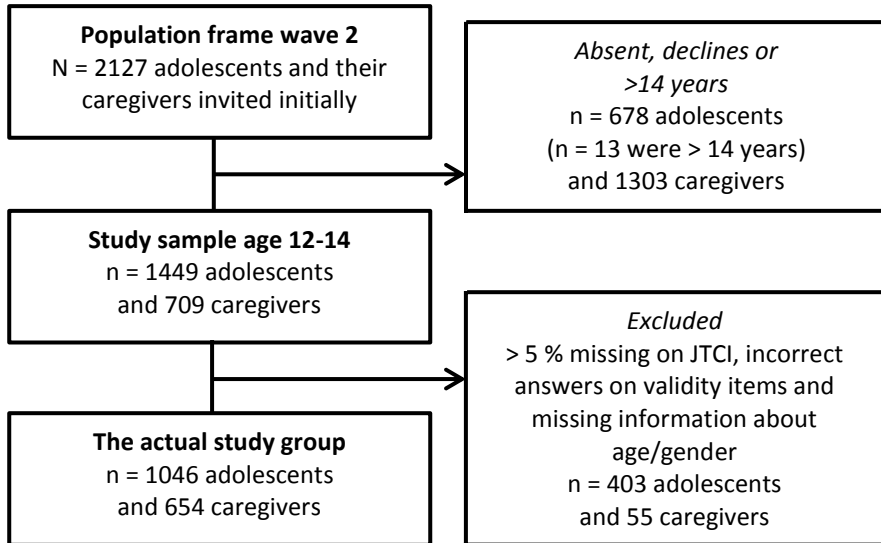 Population frame wave 2
N = 2127 adolescents and their
caregivers invited initially
Absent, declines or
>14 years
n = 678 adolescents
(n = 13 were > 14 years)
and 1303 caregivers
Study sample age 12-14
n = 1449 adolescents
and 709 caregivers
Excluded
> 5 % missing on JTCI, incorrect
answers on validity items and
missing information about
age/gender
n = 403 adolescents
and 55 caregivers
The actual study group
n = 1046 adolescents
and 654 caregivers